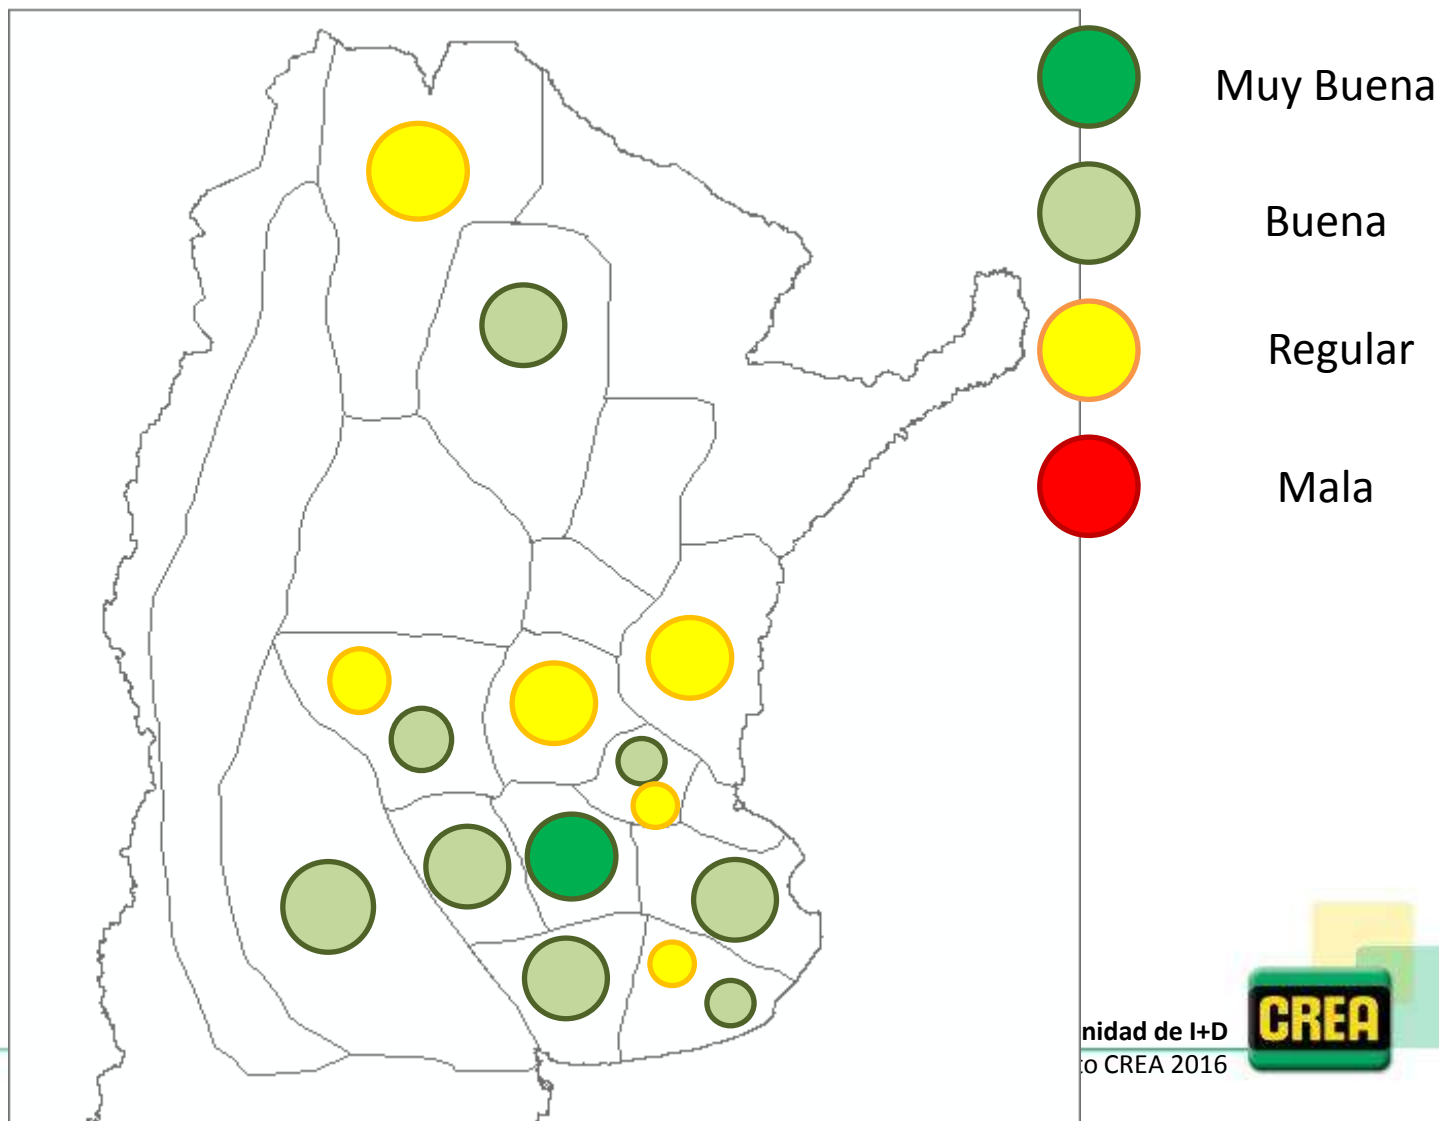 Muy Buena
Buena
Regular
Mala
nidad de I+D
o CREA 2016
CREA